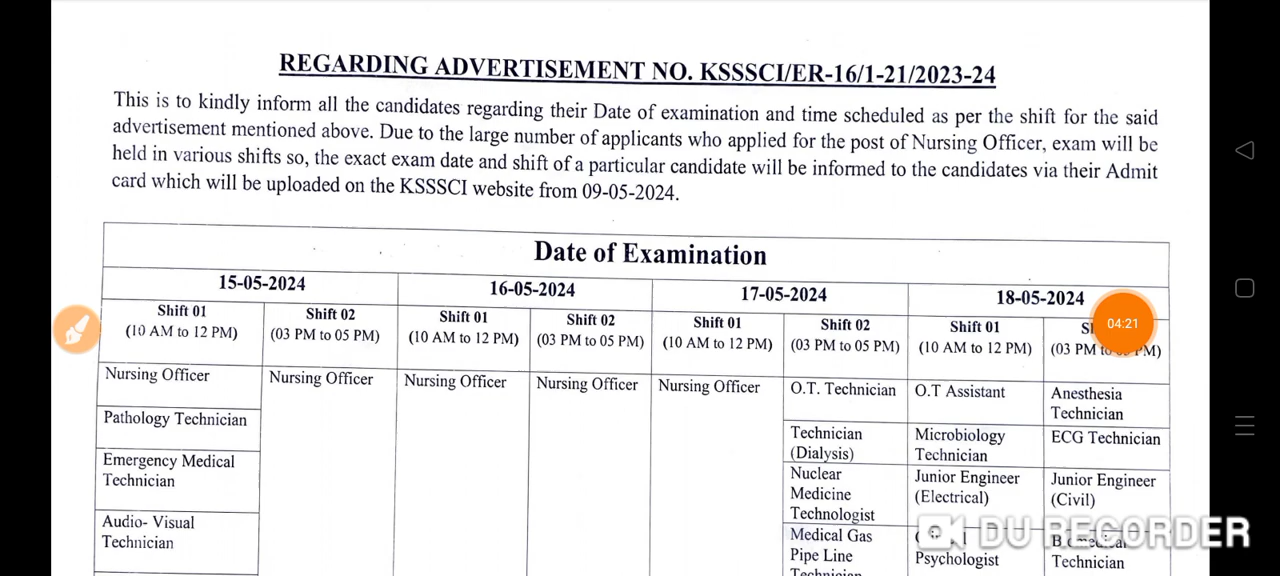 REGARDING ADVERTISEMENT NO. KSSSCI/ER-16/1-21/2023-24
This is to kindly inform all the candidates regarding their Date of examination and time scheduled as per the shift for the said
advertisement mentioned above. Due to the large number of applicants who applied for the post of Nursing Officer, exam will be
held in various shifts so, the exact exam date and shift of a particular candidate will be informed to the candidates via their Admit
card which will be uploaded on the KSSSCI website from 09-05-2024.
Date of Examination
15-05-2024 16-05-2024 17-05-2024 18-05-2024
Shift 01 Shift 02 Shift 01 Shift 02 Shift 01 Shift 02 Shift 01
(10 AM to 12 PM) (03 PM to 05 PM) (10 AM to 12 PM) (03 PM to 05 PM) (10 AM to 12 PM) (03 PM to 05 PM) (10 AM to 12 PM) (03 PM to PM)
04:21
Nursing Officer Nursing Officer Nursing Officer Nursing Officer Nursing Officer O.T. Technician O.T Assistant Anesthesia
Technician
Pathology Technician Technician Microbiology ECG Technician
(Dialysis) Technician
Emergency Medical Nuclear Junior Engineer Junior Engineer
Technician Medicine (Electrical) (Civil)
Technologist
Audio- Visual Medical Gas
Technician Pipe Line Psychologist Technician
Technician
DU RECORDER